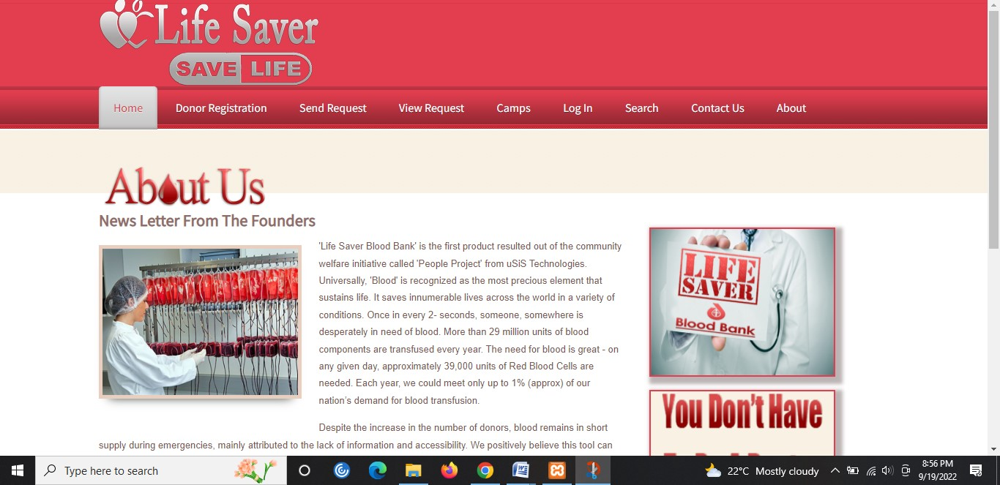 Life Saver
SAVE LIFE
Home Donor Registration Send Request View Request Camps Log In Search Contact Us About
About Us
News Letter From The Founders
'Life Saver Blood Bank' is the first product resulted out of the community
welfare initiative called 'People Project' from uSiS Technologies.
Universally, 'Blood' is recognized as the most precious element that
sustains life. It saves innumerable lives across the world in a variety of
conditions. Once in every 2- seconds, someone, somewhere is
desperately in need of blood. More than 29 million units of blood
components are transfused every year. The need for blood is great - on
any given day, approximately 39,000 units of Red Blood Cells are
needed. Each year, we could meet only up to 1% (approx) of our
nation’s demand for blood transfusion.
Despite the increase in the number of donors, blood remains in short
supply during emergencies, mainly attributed to the lack of information and accessibility. We positively believe this tool can
LIFE
SAVER
Blood Bank
You Don't Have
Type here to search
22°C Mostly cloudy
8:56 PM
9/19/2022